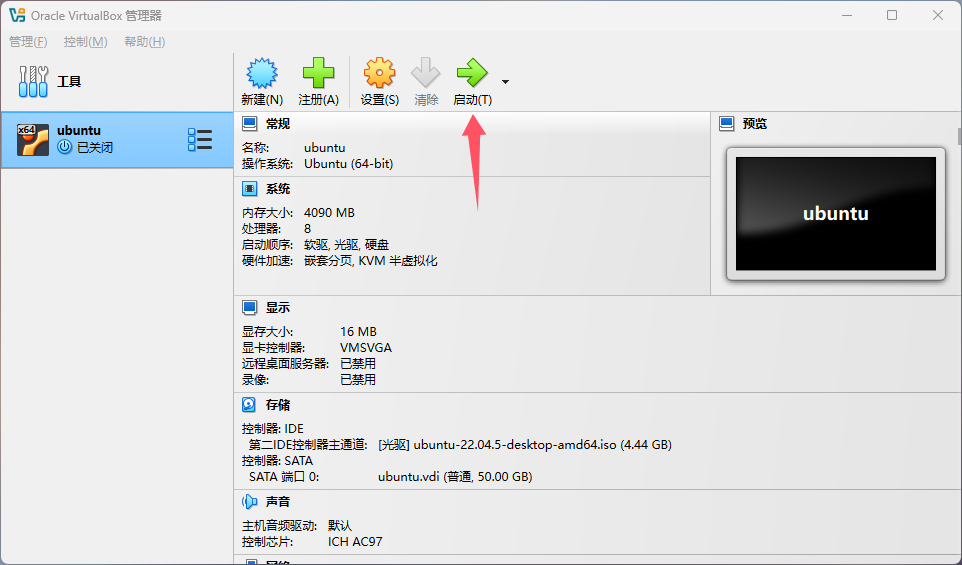 Oracle VirtualBox 管理器
管理(F) 控制(M) 帮助(H)
工具
新建(N) 注册(A) 设置(S) 清除 启动(T)
x64
ubuntu
已关闭
常规
名称: ubuntu
操作系统: Ubuntu (64-bit)
预览
ubuntu
系统
内存大小: 4090 MB
处理器: 8
启动顺序: 软驱, 光驱, 硬盘
硬件加速: 嵌套分页, KVM 半虚拟化
显示
显存大小: 16 MB
显卡控制器: VMSVGA
远程桌面服务器: 已禁用
录像: 已禁用
存储
控制器: IDE
第二IDE控制器主通道: [光驱] ubuntu-22.04.5-desktop-amd64.iso (4.44 GB)
控制器: SATA
SATA 端口 0: ubuntu.vdi (普通, 50.00 GB)
声音
主机音频驱动: 默认
控制芯片: ICH AC97